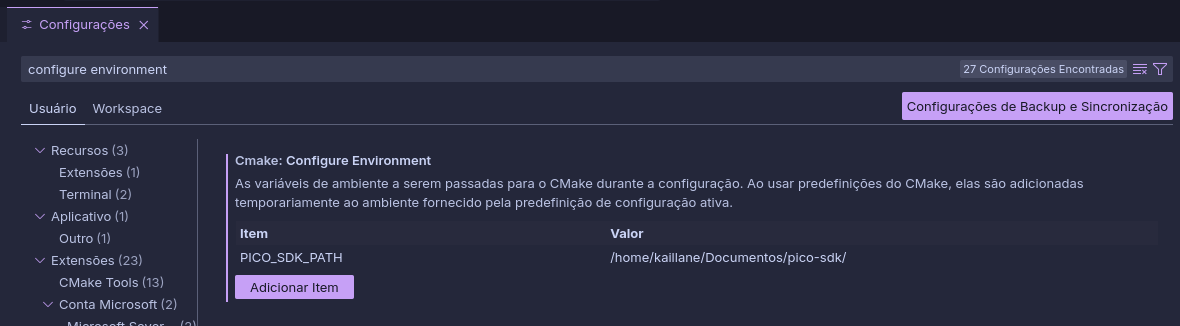 Configurações
configure environment
27 Configurações Encontradas
Usuário
Workspace
Configurações de Backup e Sincronização
Recursos (3)
Extensões (1)
Terminal (2)
Aplicativo (1)
Outro (1)
Extensões (23)
CMake Tools (13)
Conta Microsoft (2)
Cmake: Configure Environment
As variáveis de ambiente a serem passadas para o CMake durante a configuração. Ao usar predefinições do CMake, elas são adicionadas
temporariamente ao ambiente fornecido pela predefinição de configuração ativa.
Item Valor
PICO_SDK_PATH /home/kaillane/Documentos/pico-sdk/
Adicionar Item